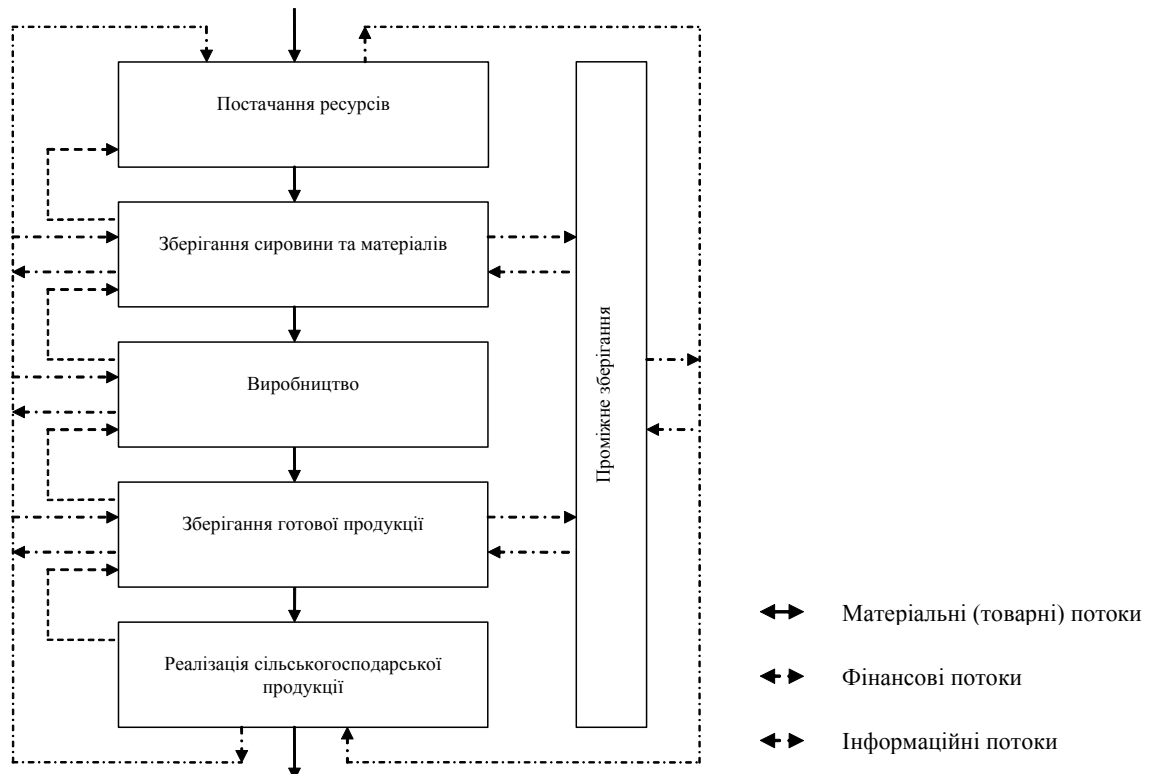 Постачання ресурсів
Зберігання сировини та матеріалів
Виробництво
Зберігання готової продукції
Реалізація сільськогосподарської
продукції
Проміжне зберігання
Матеріальні (товарні) потоки
Фінансові потоки
Інформаційні потоки